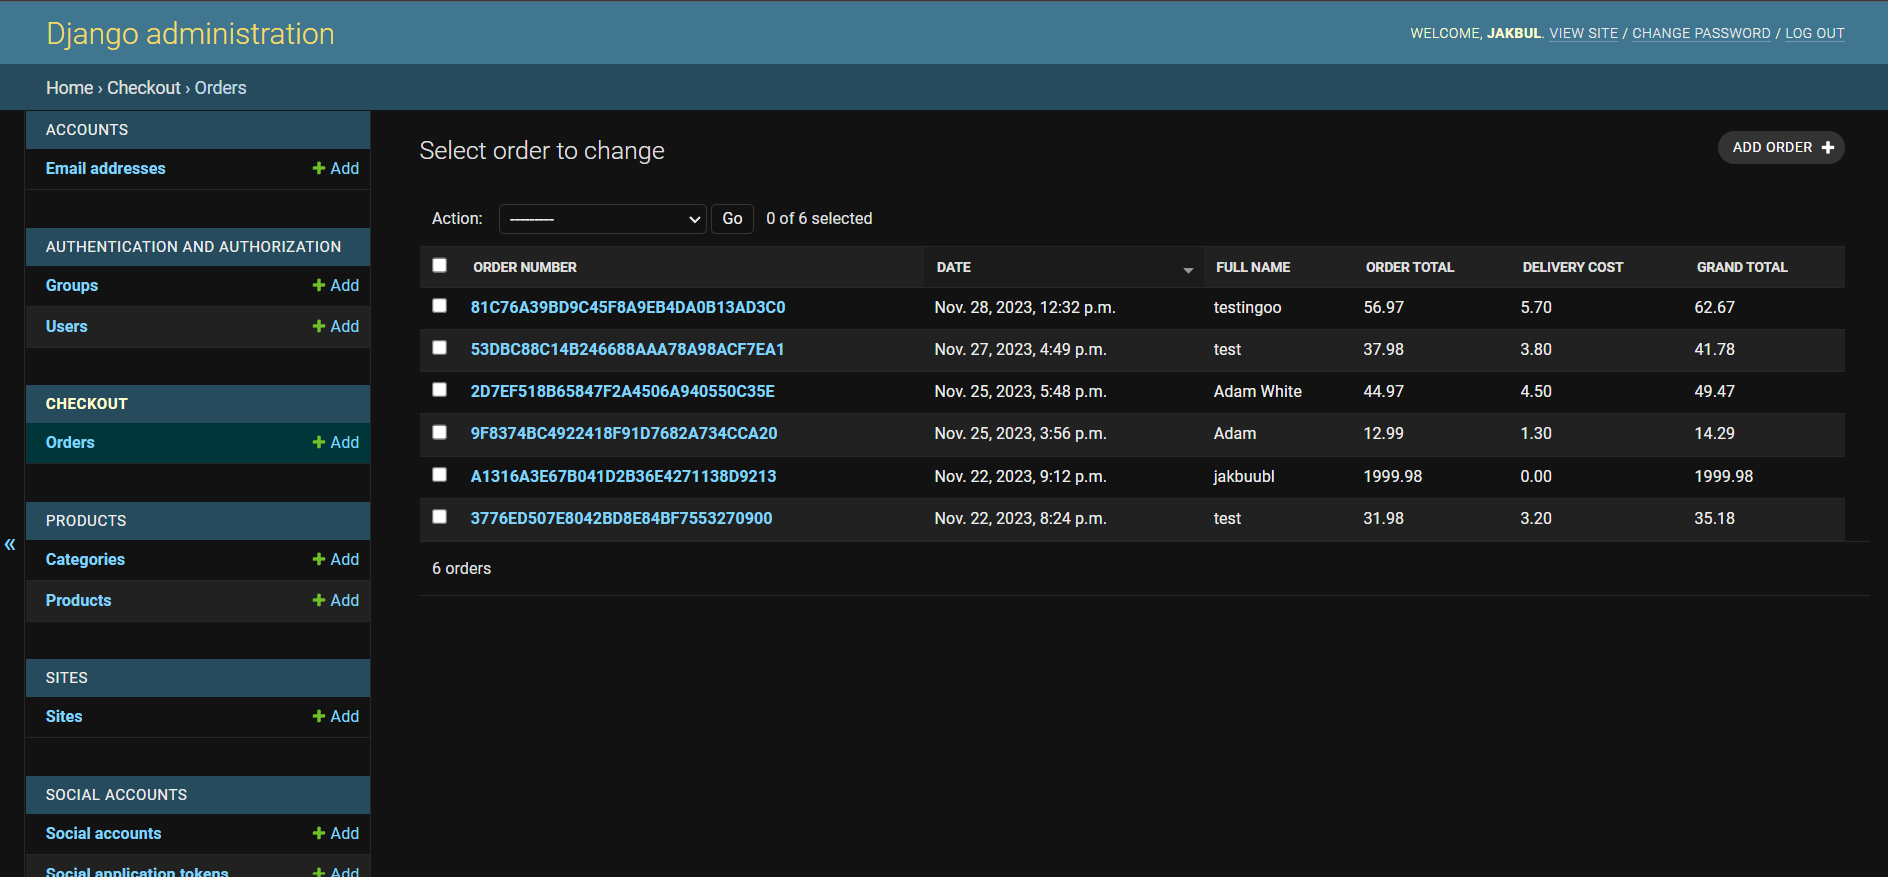 Django administration
WELCOME, JAKBUL. VIEW SITE / CHANGE PASSWORD / LOG OUT
Home › Checkout › Orders
ACCOUNTS
Email addresses Add
AUTHENTICATION AND AUTHORIZATION
Groups Add
Users Add
CHECKOUT
Orders Add
PRODUCTS
Categories Add
Products Add
SITES
Sites Add
SOCIAL ACCOUNTS
Social accounts Add
Social application tokens Add
«
Select order to change
ADD ORDER
Action: --------- Go 0 of 6 selected
ORDER NUMBER DATE FULL NAME ORDER TOTAL DELIVERY COST GRAND TOTAL
81C76A39BD9C45F8A9EB4DA0B13AD3C0 Nov. 28, 2023, 12:32 p.m. testingoo 56.97 5.70 62.67
53DBC88C14B246688AAA78A98ACF7EA1 Nov. 27, 2023, 4:49 p.m. test 37.98 3.80 41.78
2D7EF518B65847F2A4506A940550C35E Nov. 25, 2023, 5:48 p.m. Adam White 44.97 4.50 49.47
9F8374BC4922418F91D7682A734CCA20 Nov. 25, 2023, 3:56 p.m. Adam 12.99 1.30 14.29
A1316A3E67B041D2B36E4271138D9213 Nov. 22, 2023, 9:12 p.m. jakbuubl 1999.98 0.00 1999.98
3776ED507E8042BD8E84BF7553270900 Nov. 22, 2023, 8:24 p.m. test 31.98 3.20 35.18
6 orders